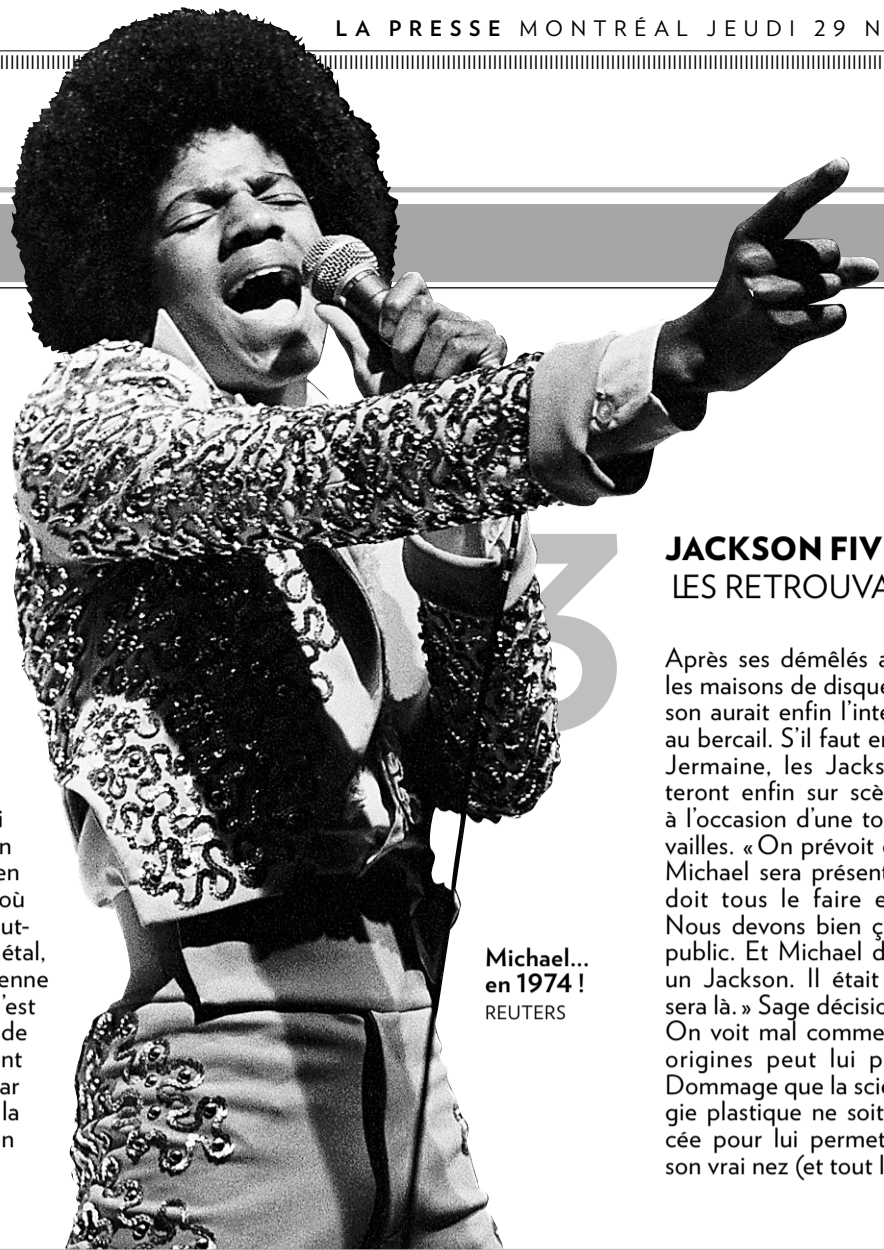 LA PRESSE MONTRÉAL JEUDI 29 N
3
JACKSON FIV
LES RETROUVA
Après ses démêlés a
les maisons de disque
son aurait enfin l'inte
au bercail. S'il faut en
Jermaine, les Jacks
teront enfin sur scè
à l'occasion d'une to
vailles. « On prévoit
Michael sera présent
doit tous le faire e
Nous devons bien ç
public. Et Michael d
un Jackson. Il était
sera là. » Sage décisio
On voit mal comme
origines peut lui p
Dommage que la scie
gie plastique ne soit
cée pour lui permet
son vrai nez (et tout l
i
n
en
où
ut-
étal,
enne
'est
de
nt
ar
la
n
Michael...
en 1974 !
REUTERS